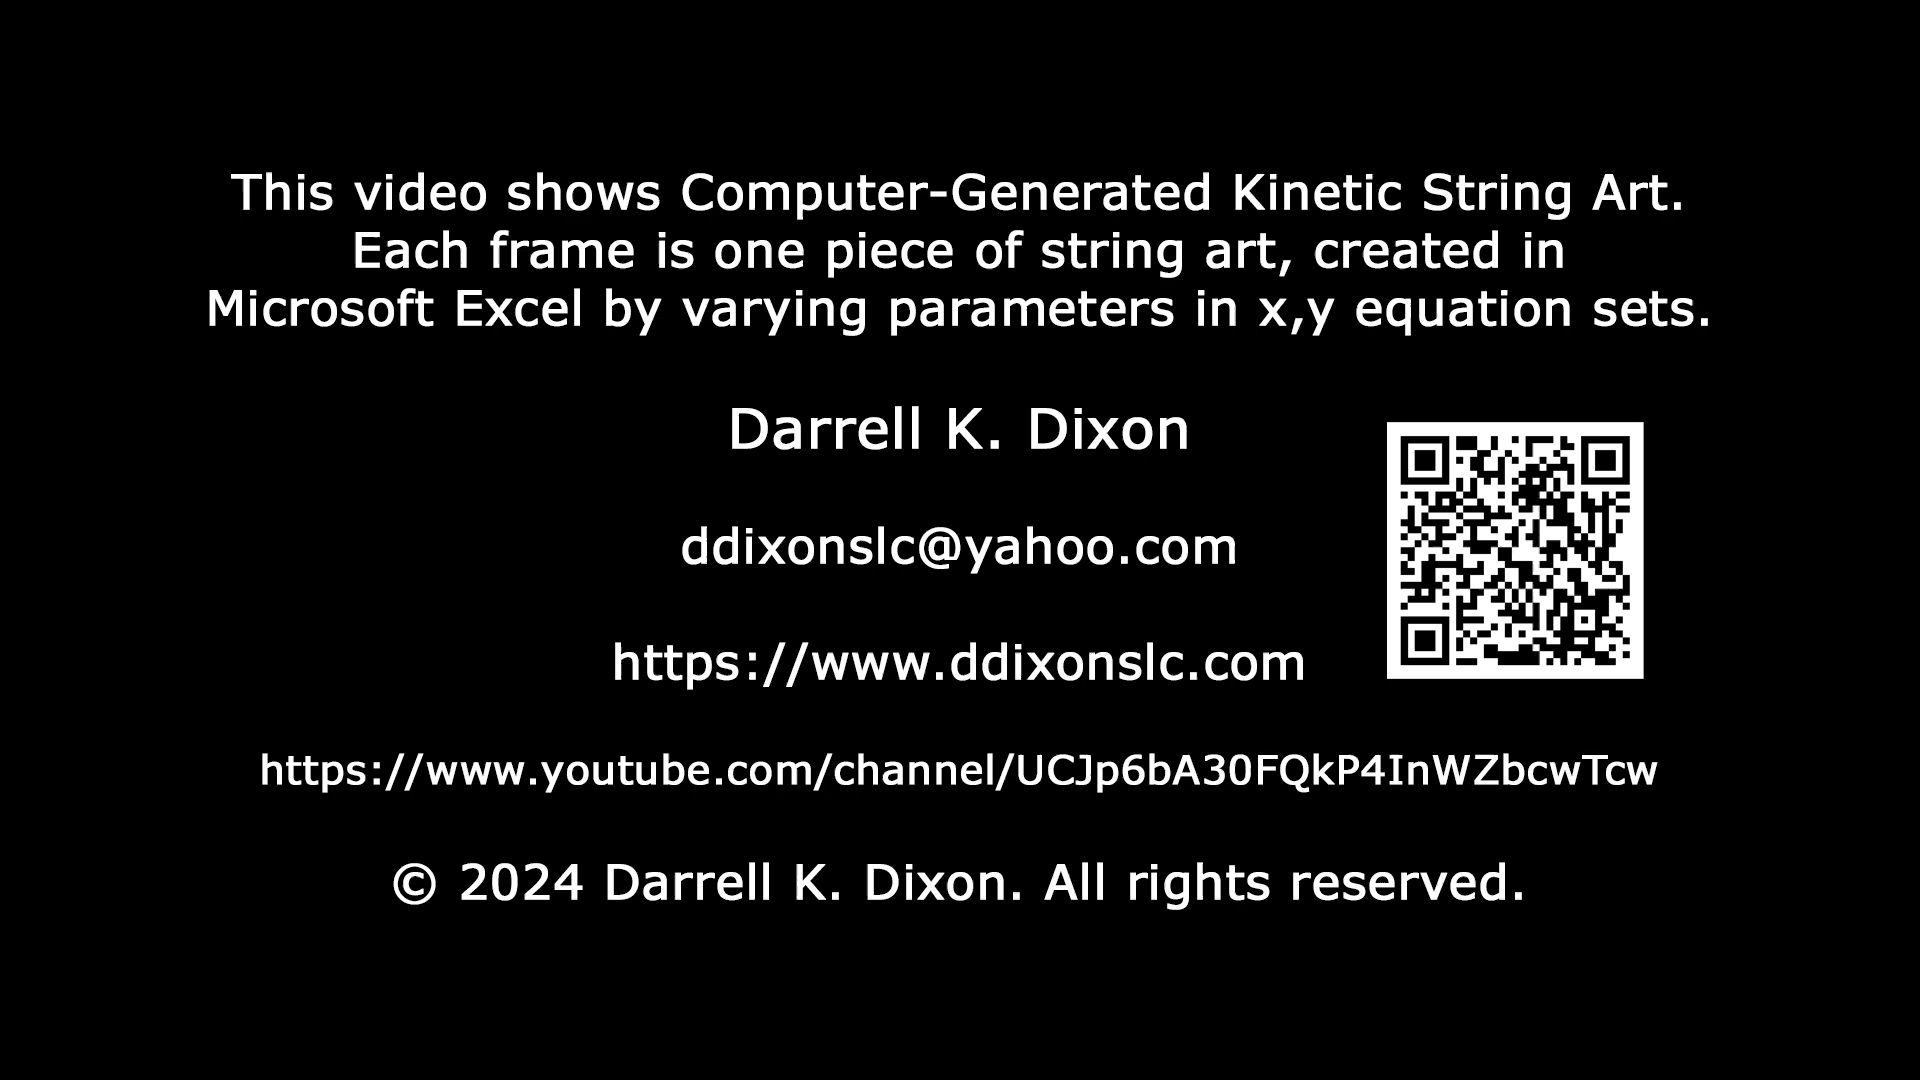 This video shows Computer-Generated Kinetic String Art.
Each frame is one piece of string art, created in
Microsoft Excel by varying parameters in x,y equation sets.
Darrell K. Dixon
ddixonslc@yahoo.com
https://www.ddixonslc.com
https://www.youtube.com/channel/UCJp6bA30FQkP4InWZbcwTcw
© 2024 Darrell K. Dixon. All rights reserved.